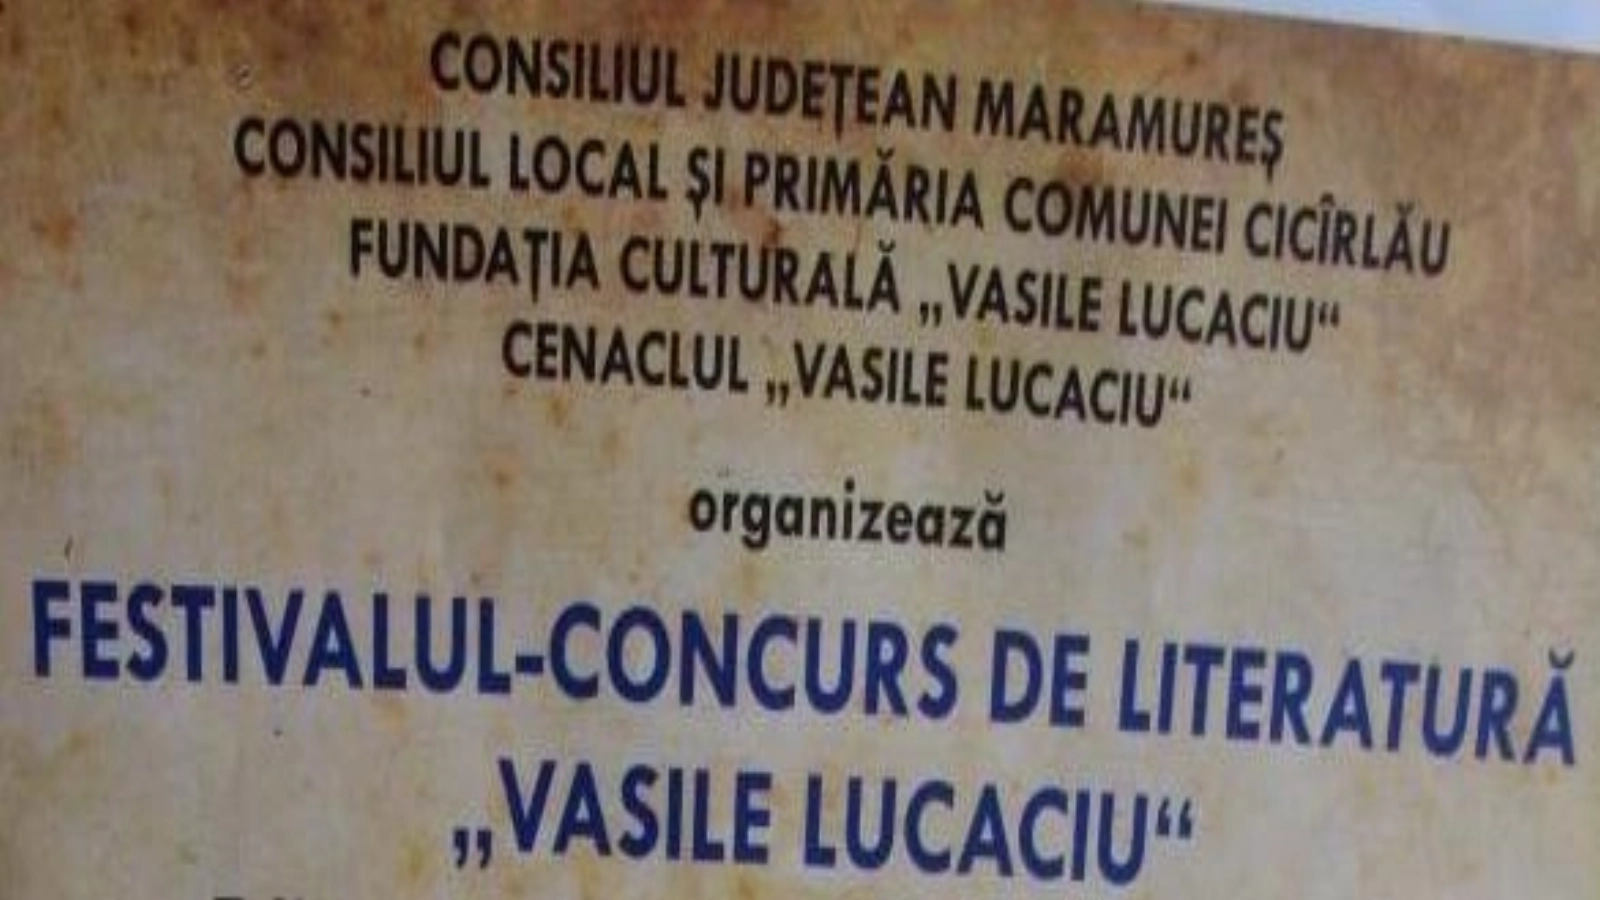 CONSILIUL JUDEȚEAN MARAMUREȘ
CONSILIUL LOCAL ȘI PRIMĂRIA COMUNEI CICÎRLĂU
FUNDAȚIA CULTURALĂ „VASILE LUCACIU“
CENACLUL „VASILE LUCACIU“
organizează
FESTIVALUL-CONCURS DE LITERATURĂ
„VASILE LUCACIU“